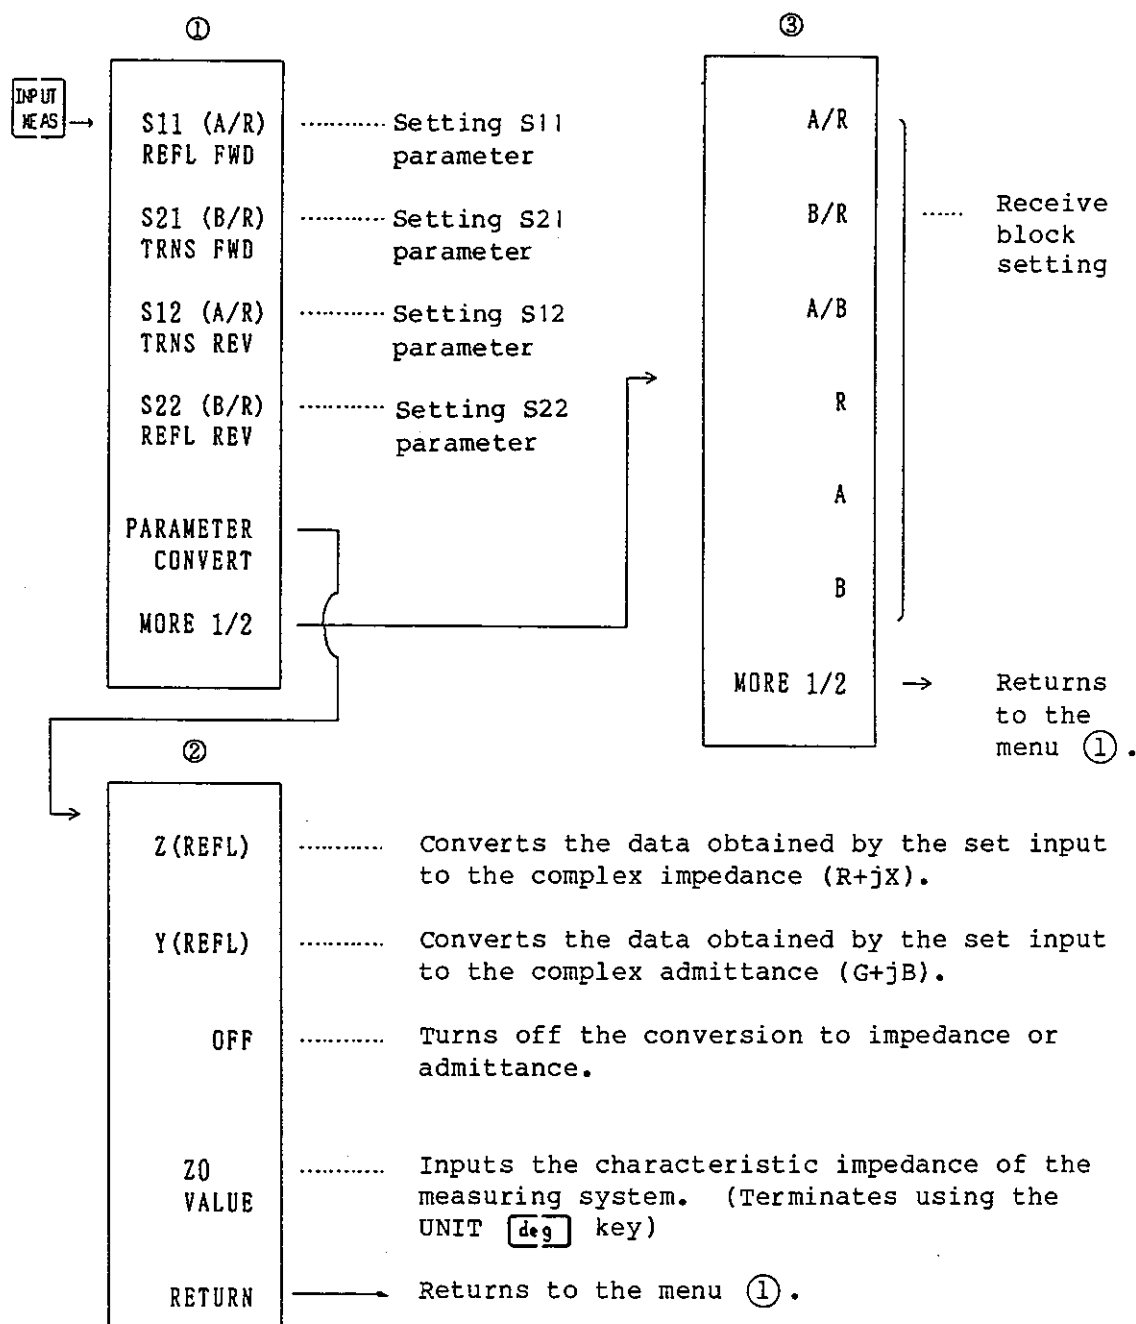 ①
INPUT
MEAS
S11 (A/R) ........... Setting S11
REFL FWD parameter
S21 (B/R) ........... Setting S21
TRNS FWD parameter
S12 (A/R) ........... Setting S12
TRNS REV parameter
S22 (B/R) ........... Setting S22
REFL REV parameter
PARAMETER
CONVERT
MORE 1/2
③
A/R
B/R
A/B
R
A
B
...... Receive
block
setting
MORE 1/2 → Returns
to the
menu ①.
②
Z(REFL) ........... Converts the data obtained by the set input
to the complex impedance (R+jX).
Y(REFL) ........... Converts the data obtained by the set input
to the complex admittance (G+jB).
OFF ........... Turns off the conversion to impedance or
admittance.
Z0 ........... Inputs the characteristic impedance of the
VALUE measuring system. (Terminates using the
UNIT deg key)
RETURN → Returns to the menu ①.